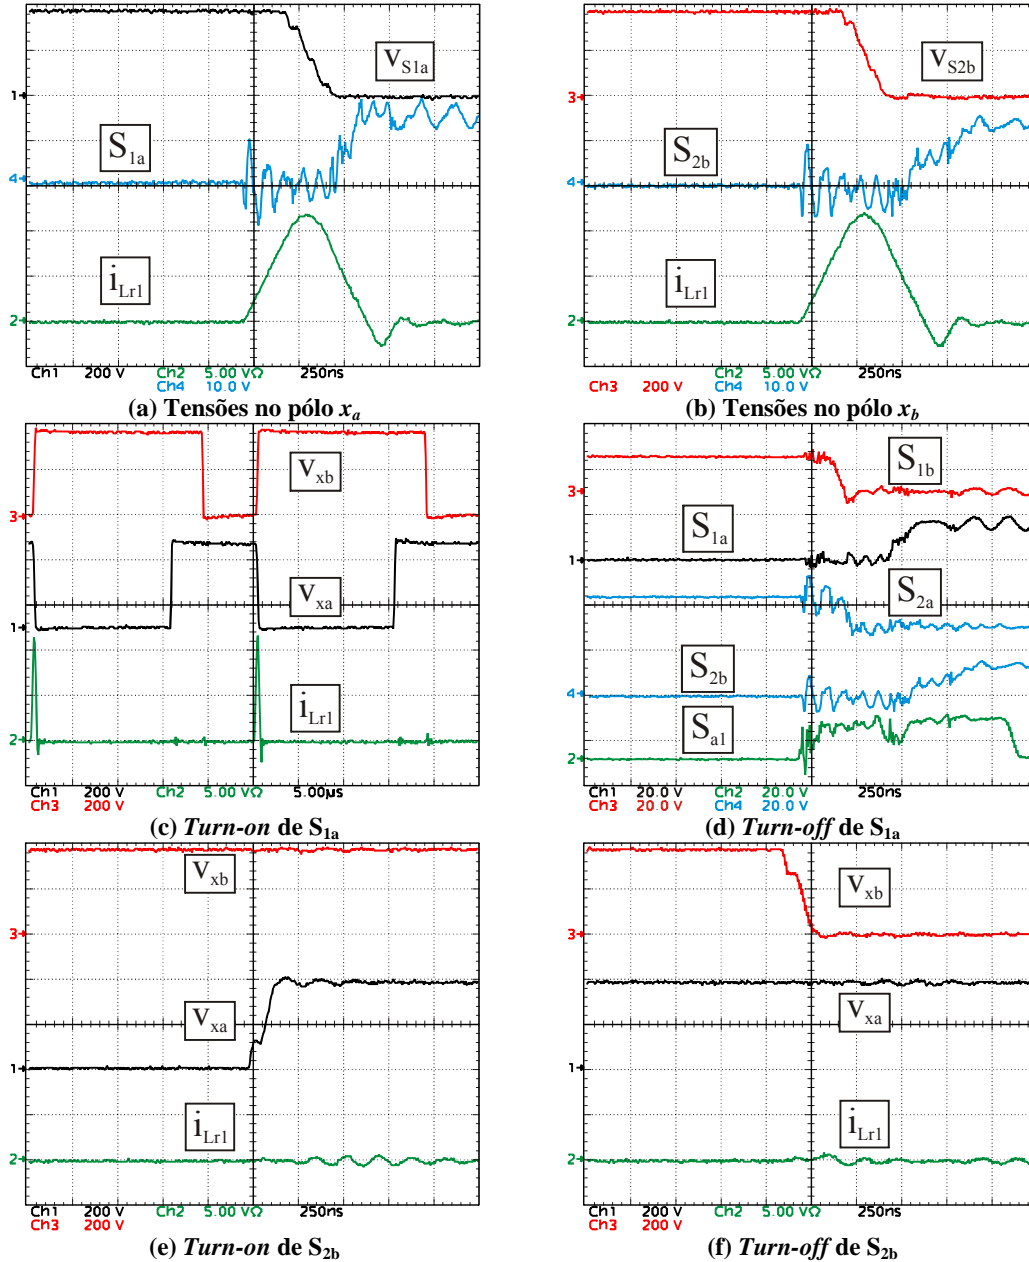 V_S1a
1
S_1a
4
i_Lr1
2
Ch1 200 V Ch2 5.00 VΩ 250ns
Ch4 10.0 V
(a) Tensões no pólo x_a
V_S2b
3
S_2b
4
i_Lr1
2
Ch2 5.00 VΩ 250ns
Ch3 200 V Ch4 10.0 V
(b) Tensões no pólo x_b
V_xb
3
V_xa
1
i_Lr1
2
Ch1 200 V Ch2 5.00 VΩ 5.00µs
Ch3 200 V
(c) Turn-on de S_1a
S_1b
3
S_1a
1
S_2a
S_2b
4
S_a1
2
Ch1 20.0 V Ch2 20.0 V 250ns
Ch3 20.0 V Ch4 20.0 V
(d) Turn-off de S_1a
V_xb
3
V_xa
1
i_Lr1
2
Ch1 200 V Ch2 5.00 VΩ 250ns
Ch3 200 V
(e) Turn-on de S_2b
V_xb
3
V_xa
1
i_Lr1
2
Ch1 200 V Ch2 5.00 VΩ 250ns
Ch3 200 V
(f) Turn-off de S_2b